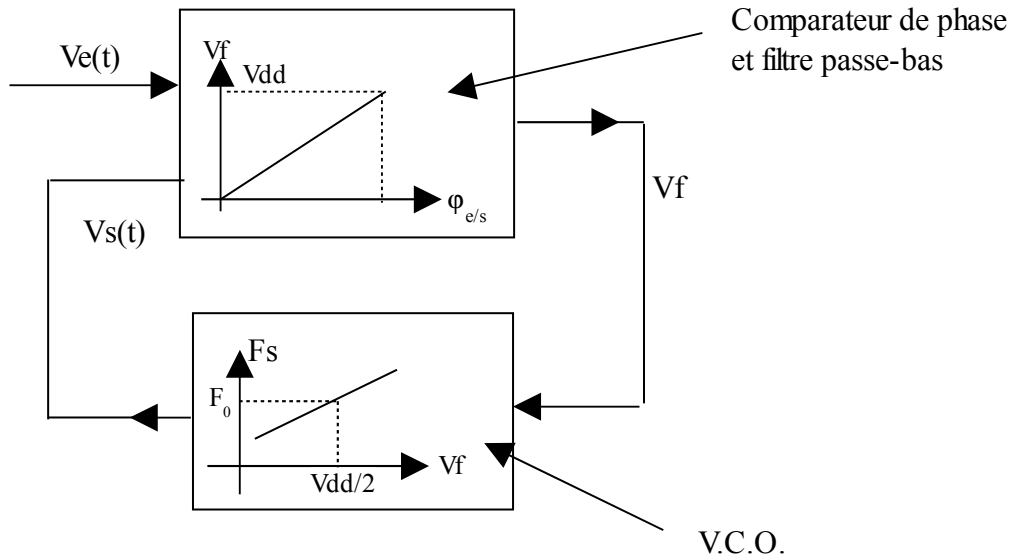 Comparateur de phase
et filtre passe-bas
Ve(t)
Vf
Vdd
φe/s
Vs(t)
Vf
Fs
F0
Vdd/2
Vf
V.C.O.